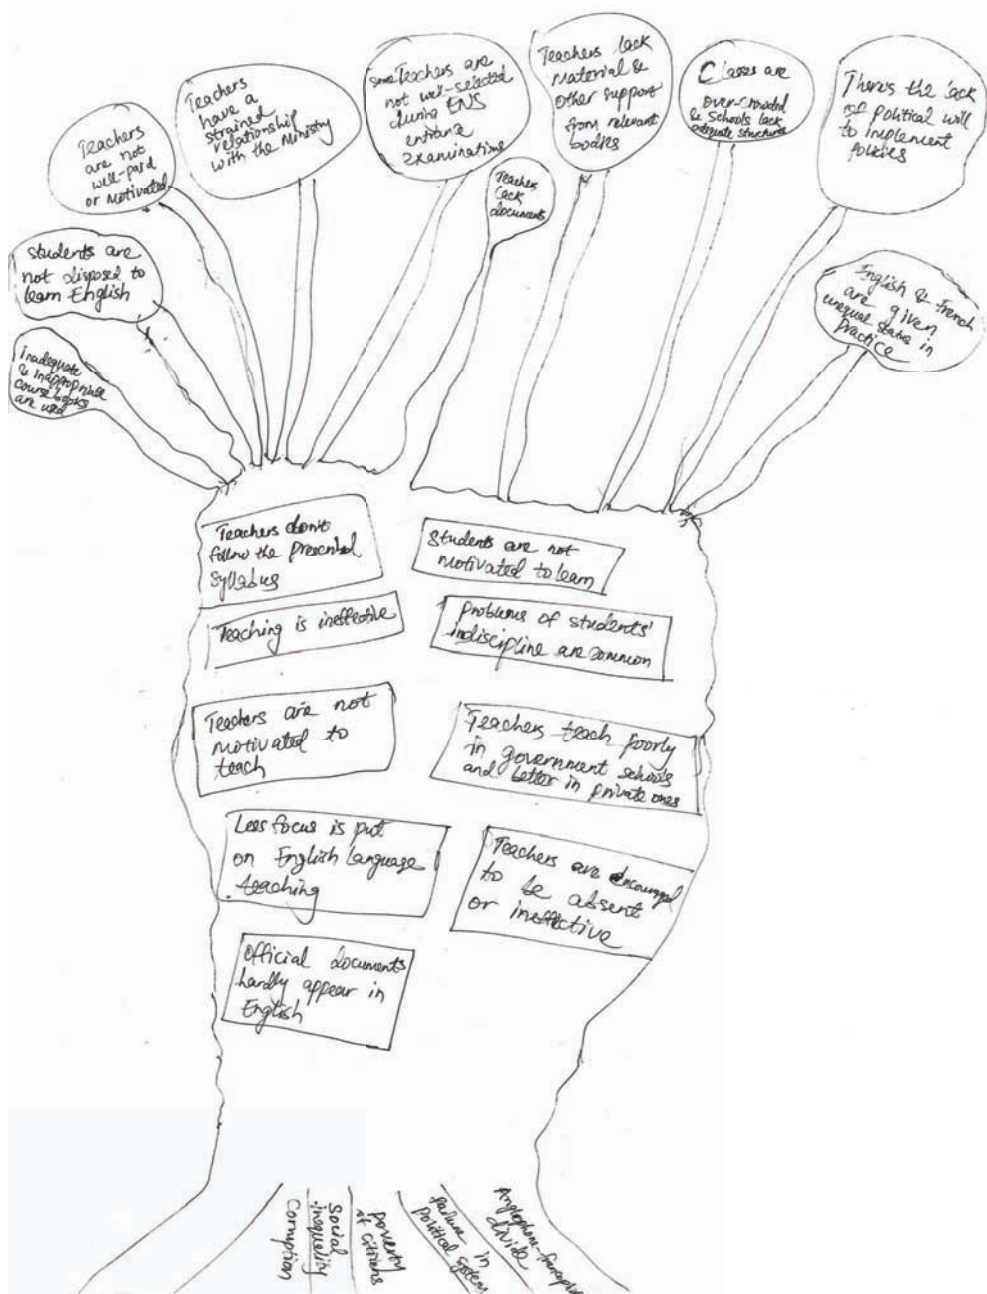 Teachers
are not
well-paid
or motivated
Teachers
have a
strained
relationship
with the Ministry
some Teachers are
not well-selected
during ENS
entrance
examinations
Teachers lack
Material &
other support
from relevant
bodies
Classes are
over-crowded
& schools lack
adequate structures
There's the lack
of political will
to implement
policies
Teachers
lack
documents
students are
not disposed to
learn English
English & French
are given
unequal status in
practice
Inadequate
& inappropriate
course books
are used
Teachers don't
follow the prescribed
syllabus
Students are not
motivated to learn
Teaching is ineffective
problems of students'
indiscipline are common
Teachers are not
motivated to
teach
Teachers teach poorly
in government schools
and better in private ones
Less focus is put
on English Language
teaching
Teachers are encouraged
to be absent
or ineffective
Official documents
hardly appear in
English
corruption
Social
inequality
poverty
of citizens
failure in
political system
Anglophone-francophone
divide